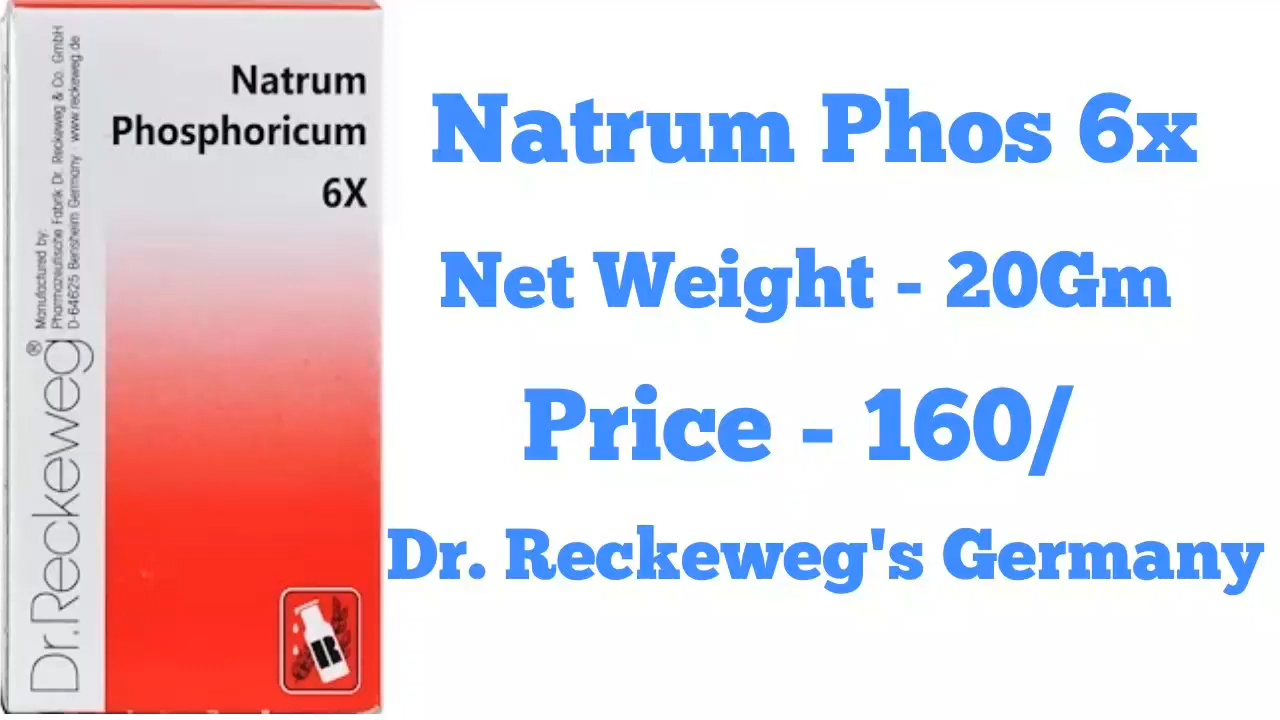 Natrum
Phosphoricum
6X
Manufactured by:
Pharmazeutische Fabrik Dr. Reckeweg & Co. GmbH
D-64625 Bensheim Germany · www.reckeweg.de
Dr.Reckeweg®
R
Natrum Phos 6x
Net Weight - 20Gm
Price - 160/
Dr. Reckeweg's Germany